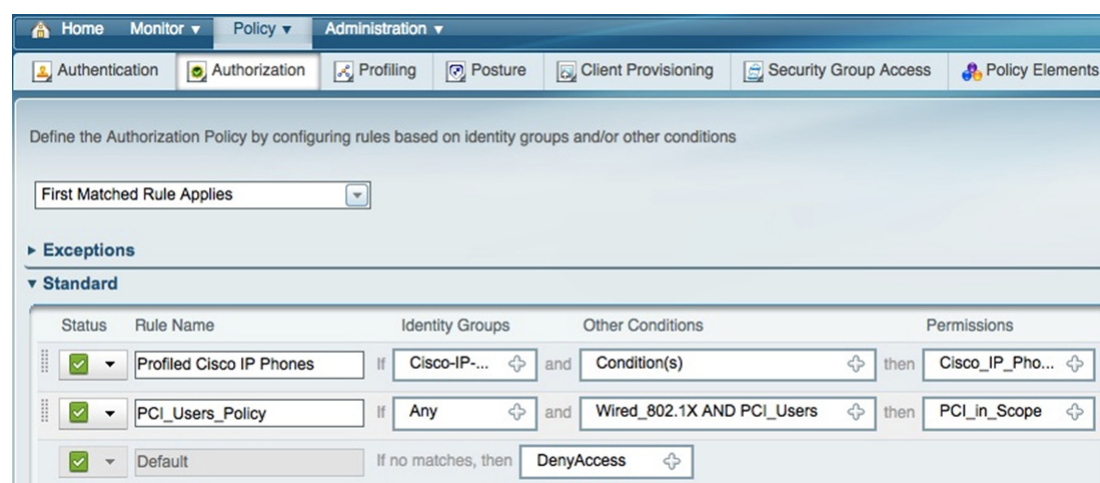 Home Monitor Policy Administration
Authentication Authorization Profiling Posture Client Provisioning Security Group Access Policy Elements
Define the Authorization Policy by configuring rules based on identity groups and/or other conditions
First Matched Rule Applies
Exceptions
Standard
Status Rule Name Identity Groups Other Conditions Permissions
Profiled Cisco IP Phones If Cisco-IP-... and Condition(s) then Cisco_IP_Pho...
PCI_Users_Policy If Any and Wired_802.1X AND PCI_Users then PCI_in_Scope
Default If no matches, then DenyAccess